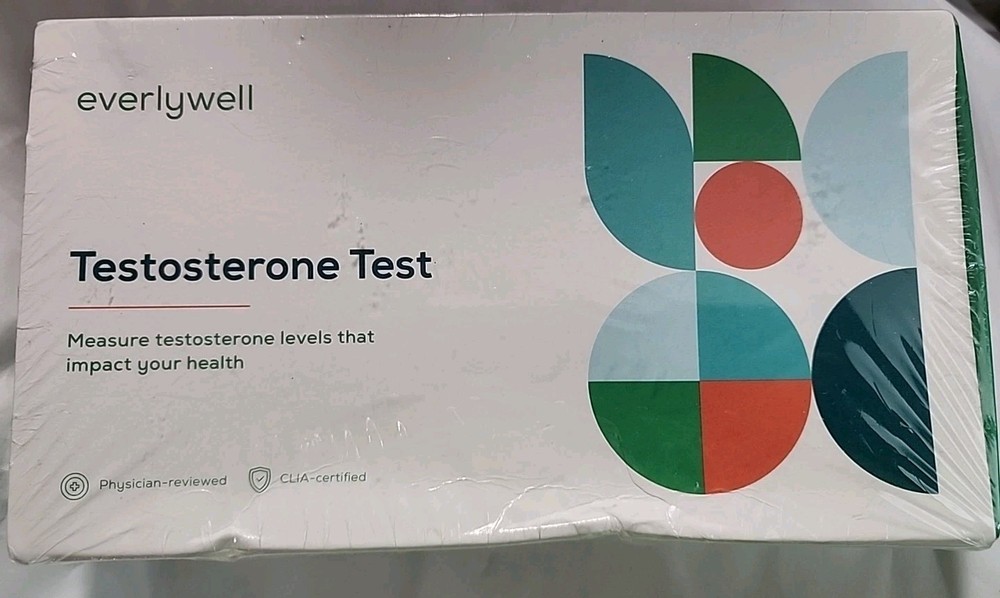 everlywell
Testosterone Test
Measure testosterone levels that
impact your health
Physician-reviewed
CLIA-certified